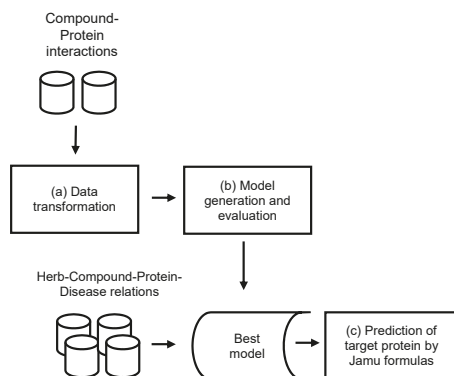 Compound-
Protein
interactions
(a) Data
transformation
(b) Model
generation and
evaluation
Herb-Compound-Protein-
Disease relations
Best
model
(c) Prediction of
target protein by
Jamu formulas